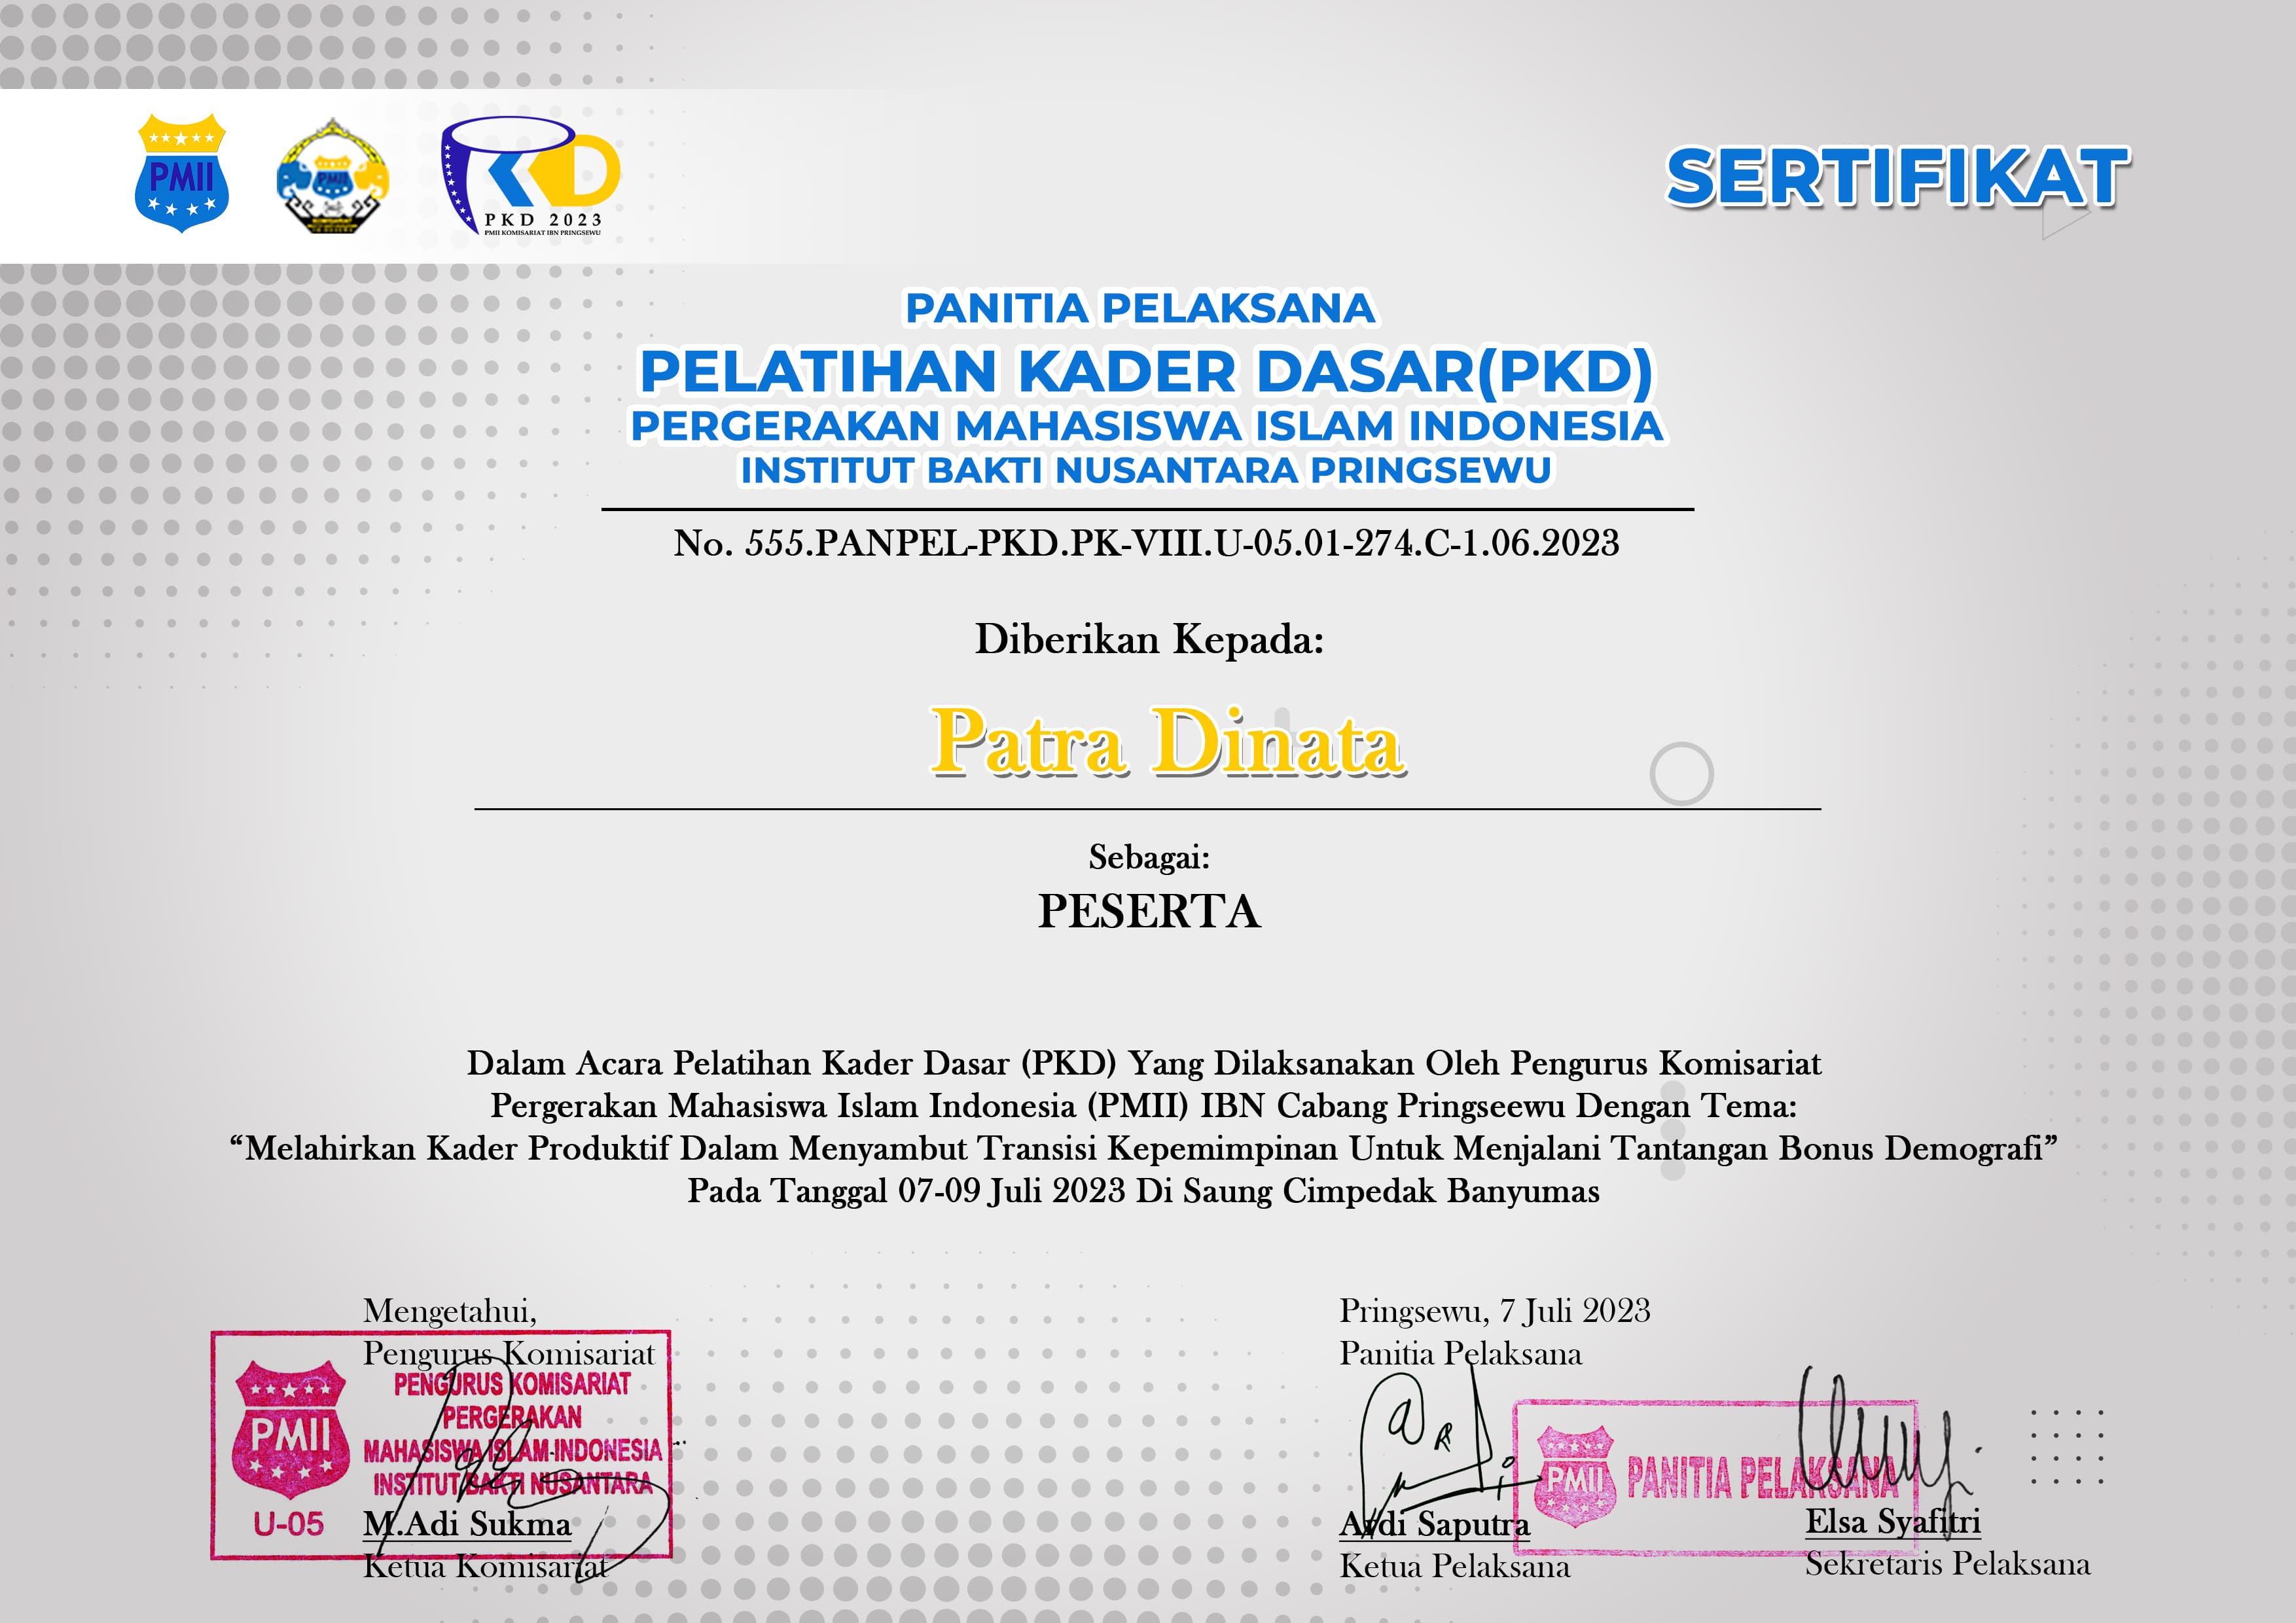 PMII
PMII
PKD
PKD 2023
PMII KOMISARIAT IBN PRINGSEWU
SERTIFIKAT
PANITIA PELAKSANA
PELATIHAN KADER DASAR(PKD)
PERGERAKAN MAHASISWA ISLAM INDONESIA
INSTITUT BAKTI NUSANTARA PRINGSEWU
No. 555.PANPEL-PKD.PK-VIII.U-05.01-274.C-1.06.2023
Diberikan Kepada:
Patra Dinata
Sebagai:
PESERTA
Dalam Acara Pelatihan Kader Dasar (PKD) Yang Dilaksanakan Oleh Pengurus Komisariat
Pergerakan Mahasiswa Islam Indonesia (PMII) IBN Cabang Pringseewu Dengan Tema:
“Melahirkan Kader Produktif Dalam Menyambut Transisi Kepemimpinan Untuk Menjalani Tantangan Bonus Demografi”
Pada Tanggal 07-09 Juli 2023 Di Saung Cimpedak Banyumas
Mengetahui,
Pengurus Komisariat
PMII
U-05
PENGURUS KOMISARIAT
PERGERAKAN
MAHASISWA ISLAM INDONESIA
INSTITUT BAKTI NUSANTARA
M.Adi Sukma
Ketua Komisariat
Pringsewu, 7 Juli 2023
Panitia Pelaksana
PMII PANITIA PELAKSANA
Ardi Saputra
Ketua Pelaksana
Elsa Syafitri
Sekretaris Pelaksana